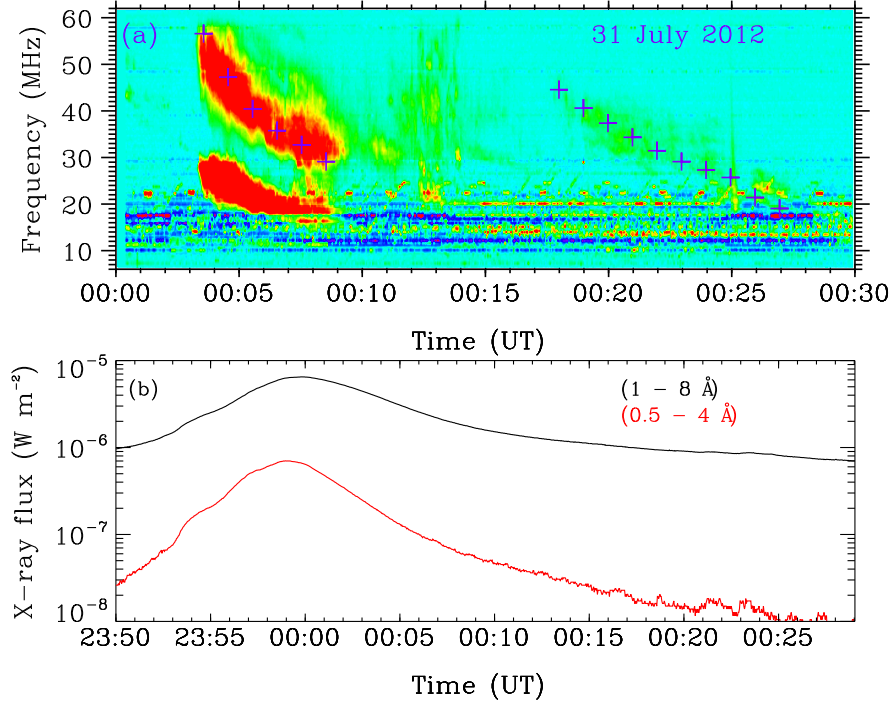 (a)
31 July 2012
Frequency (MHz)
60
50
40
30
20
10
00:00 00:05 00:10 00:15 00:20 00:25 00:30
Time (UT)
(b)
(1 − 8 Å)
(0.5 − 4 Å)
X−ray flux (W m⁻²)
10⁻⁵
10⁻⁶
10⁻⁷
10⁻⁸
23:50 23:55 00:00 00:05 00:10 00:15 00:20 00:25
Time (UT)